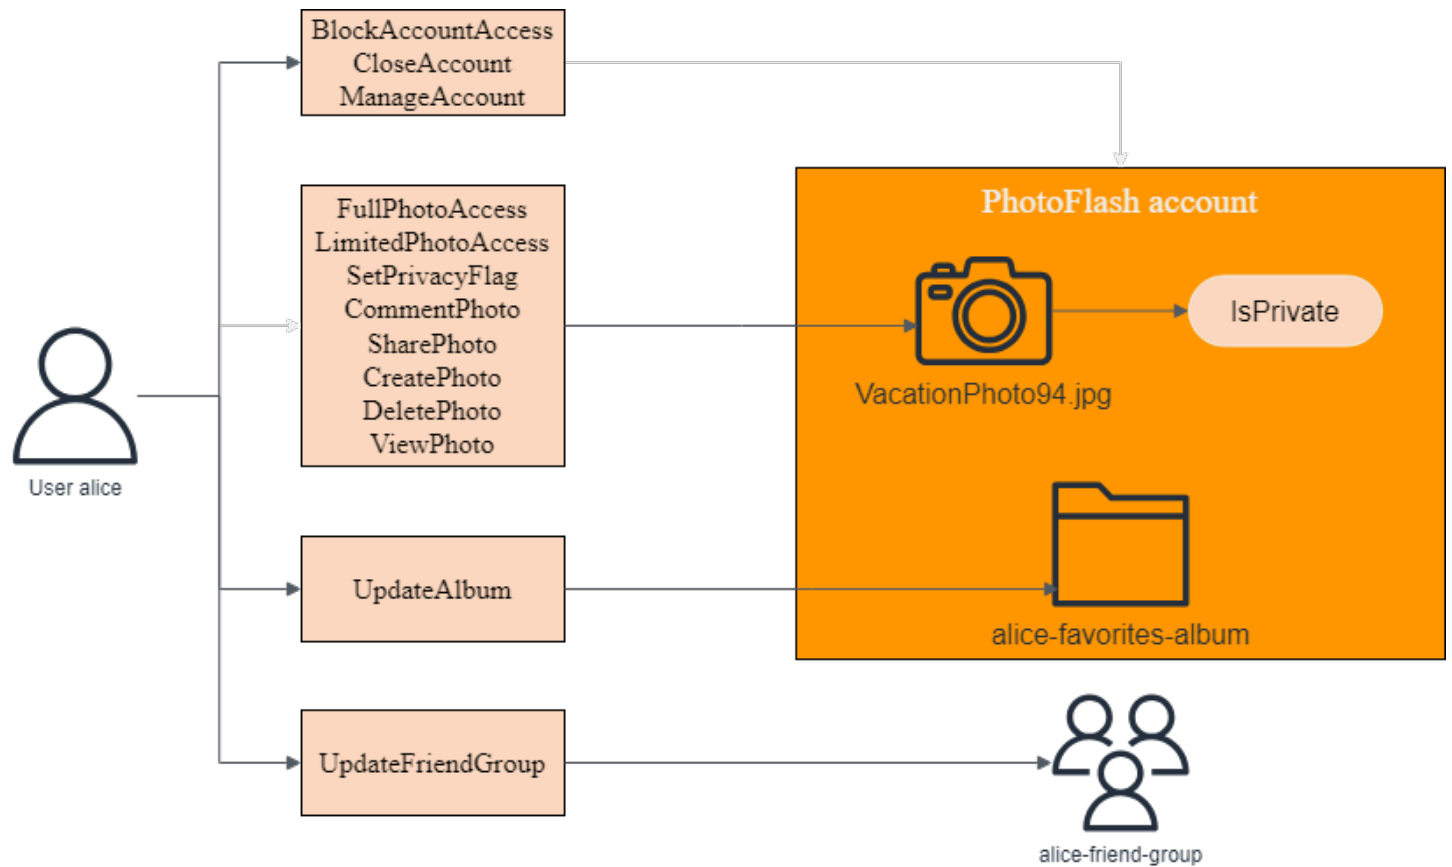 BlockAccountAccess
CloseAccount
ManageAccount
PhotoFlash account
FullPhotoAccess
LimitedPhotoAccess
SetPrivacyFlag
CommentPhoto
SharePhoto
CreatePhoto
DeletePhoto
ViewPhoto
IsPrivate
VacationPhoto94.jpg
User alice
UpdateAlbum
alice-favorites-album
UpdateFriendGroup
alice-friend-group